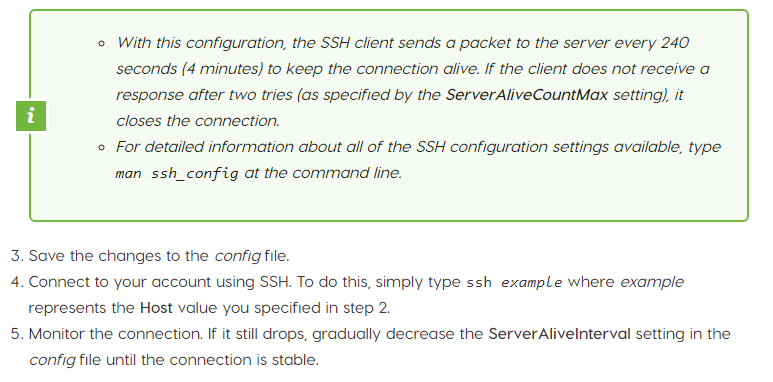 With this configuration, the SSH client sends a packet to the server every 240
seconds (4 minutes) to keep the connection alive. If the client does not receive a
response after two tries (as specified by the ServerAliveCountMax setting), it
closes the connection.
For detailed information about all of the SSH configuration settings available, type
man ssh_config at the command line.
i
3. Save the changes to the config file.
4. Connect to your account using SSH. To do this, simply type ssh example where example
represents the Host value you specified in step 2.
5. Monitor the connection. If it still drops, gradually decrease the ServerAliveInterval setting in the
config file until the connection is stable.